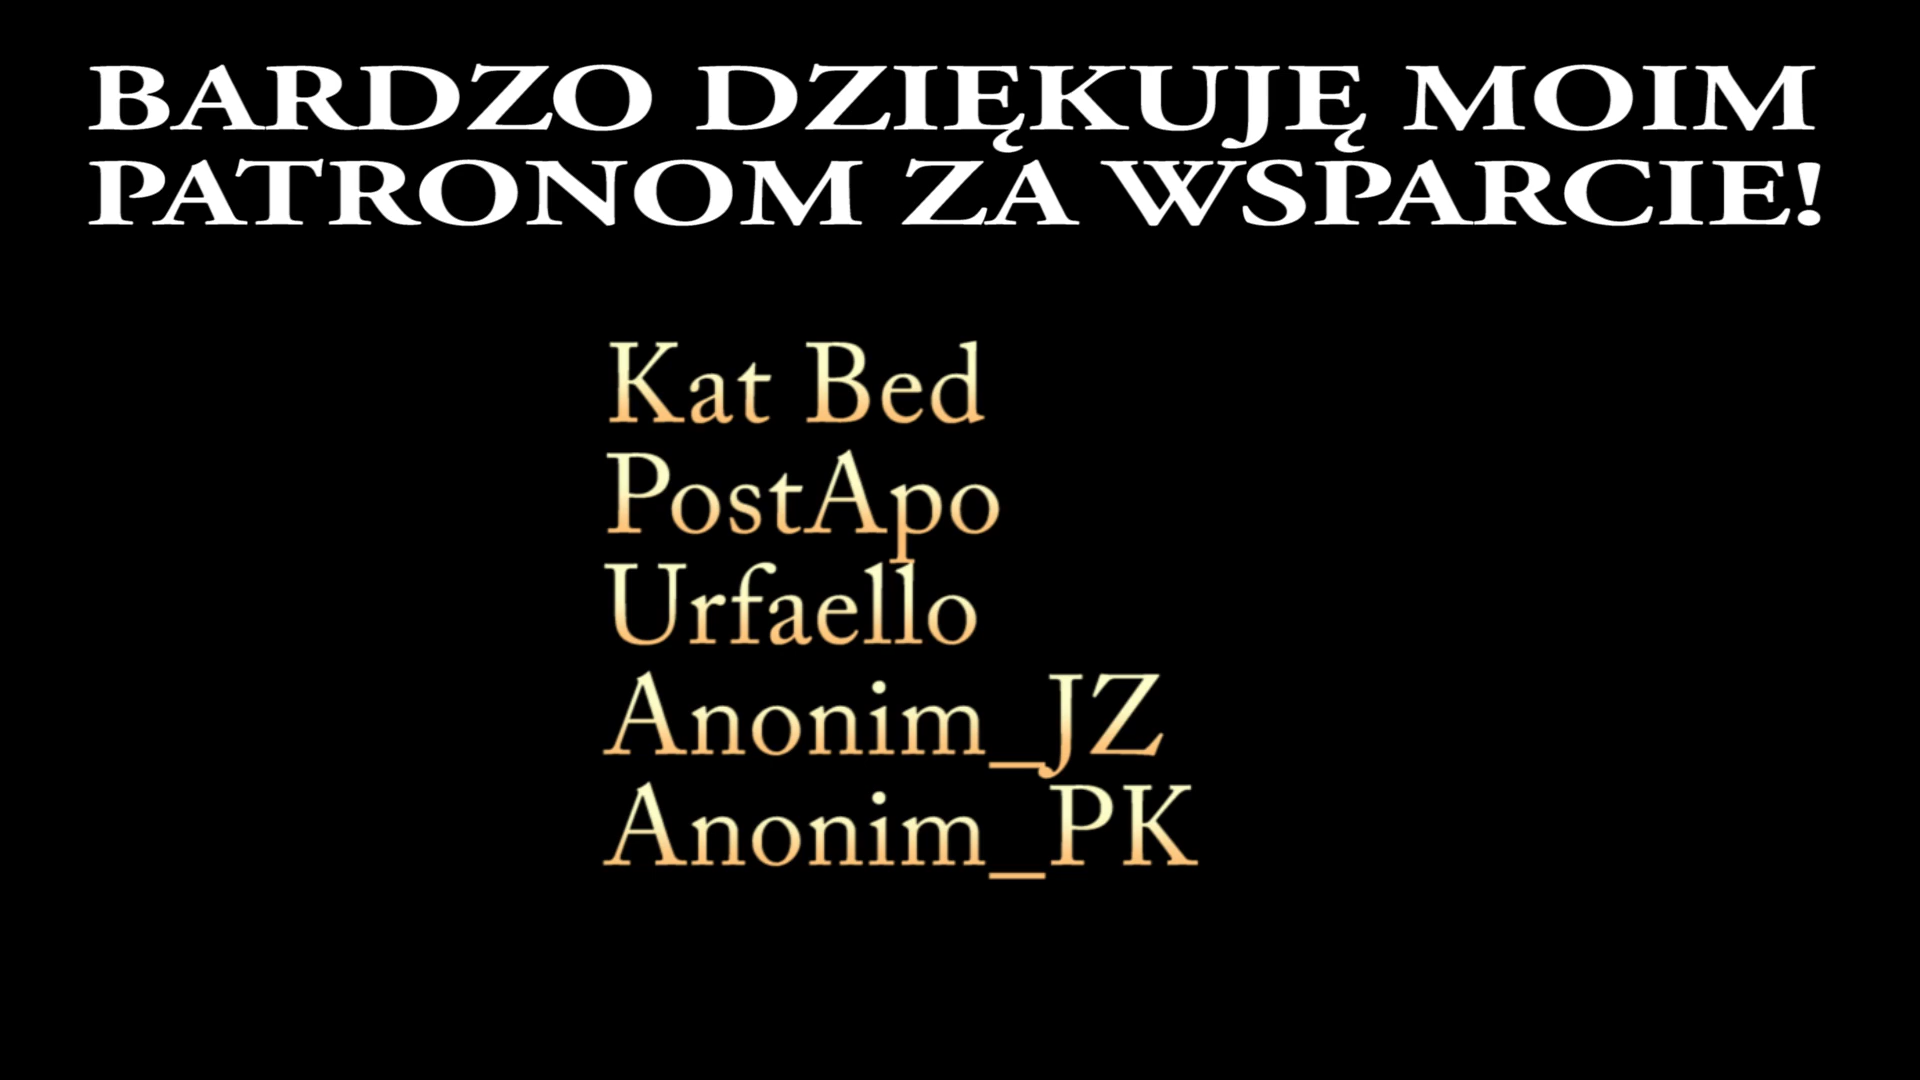 BARDZO DZIĘKUJĘ MOIM
PATRONOM ZA WSPARCIE!
Kat Bed
PostApo
Urfaello
Anonim_JZ
Anonim_PK